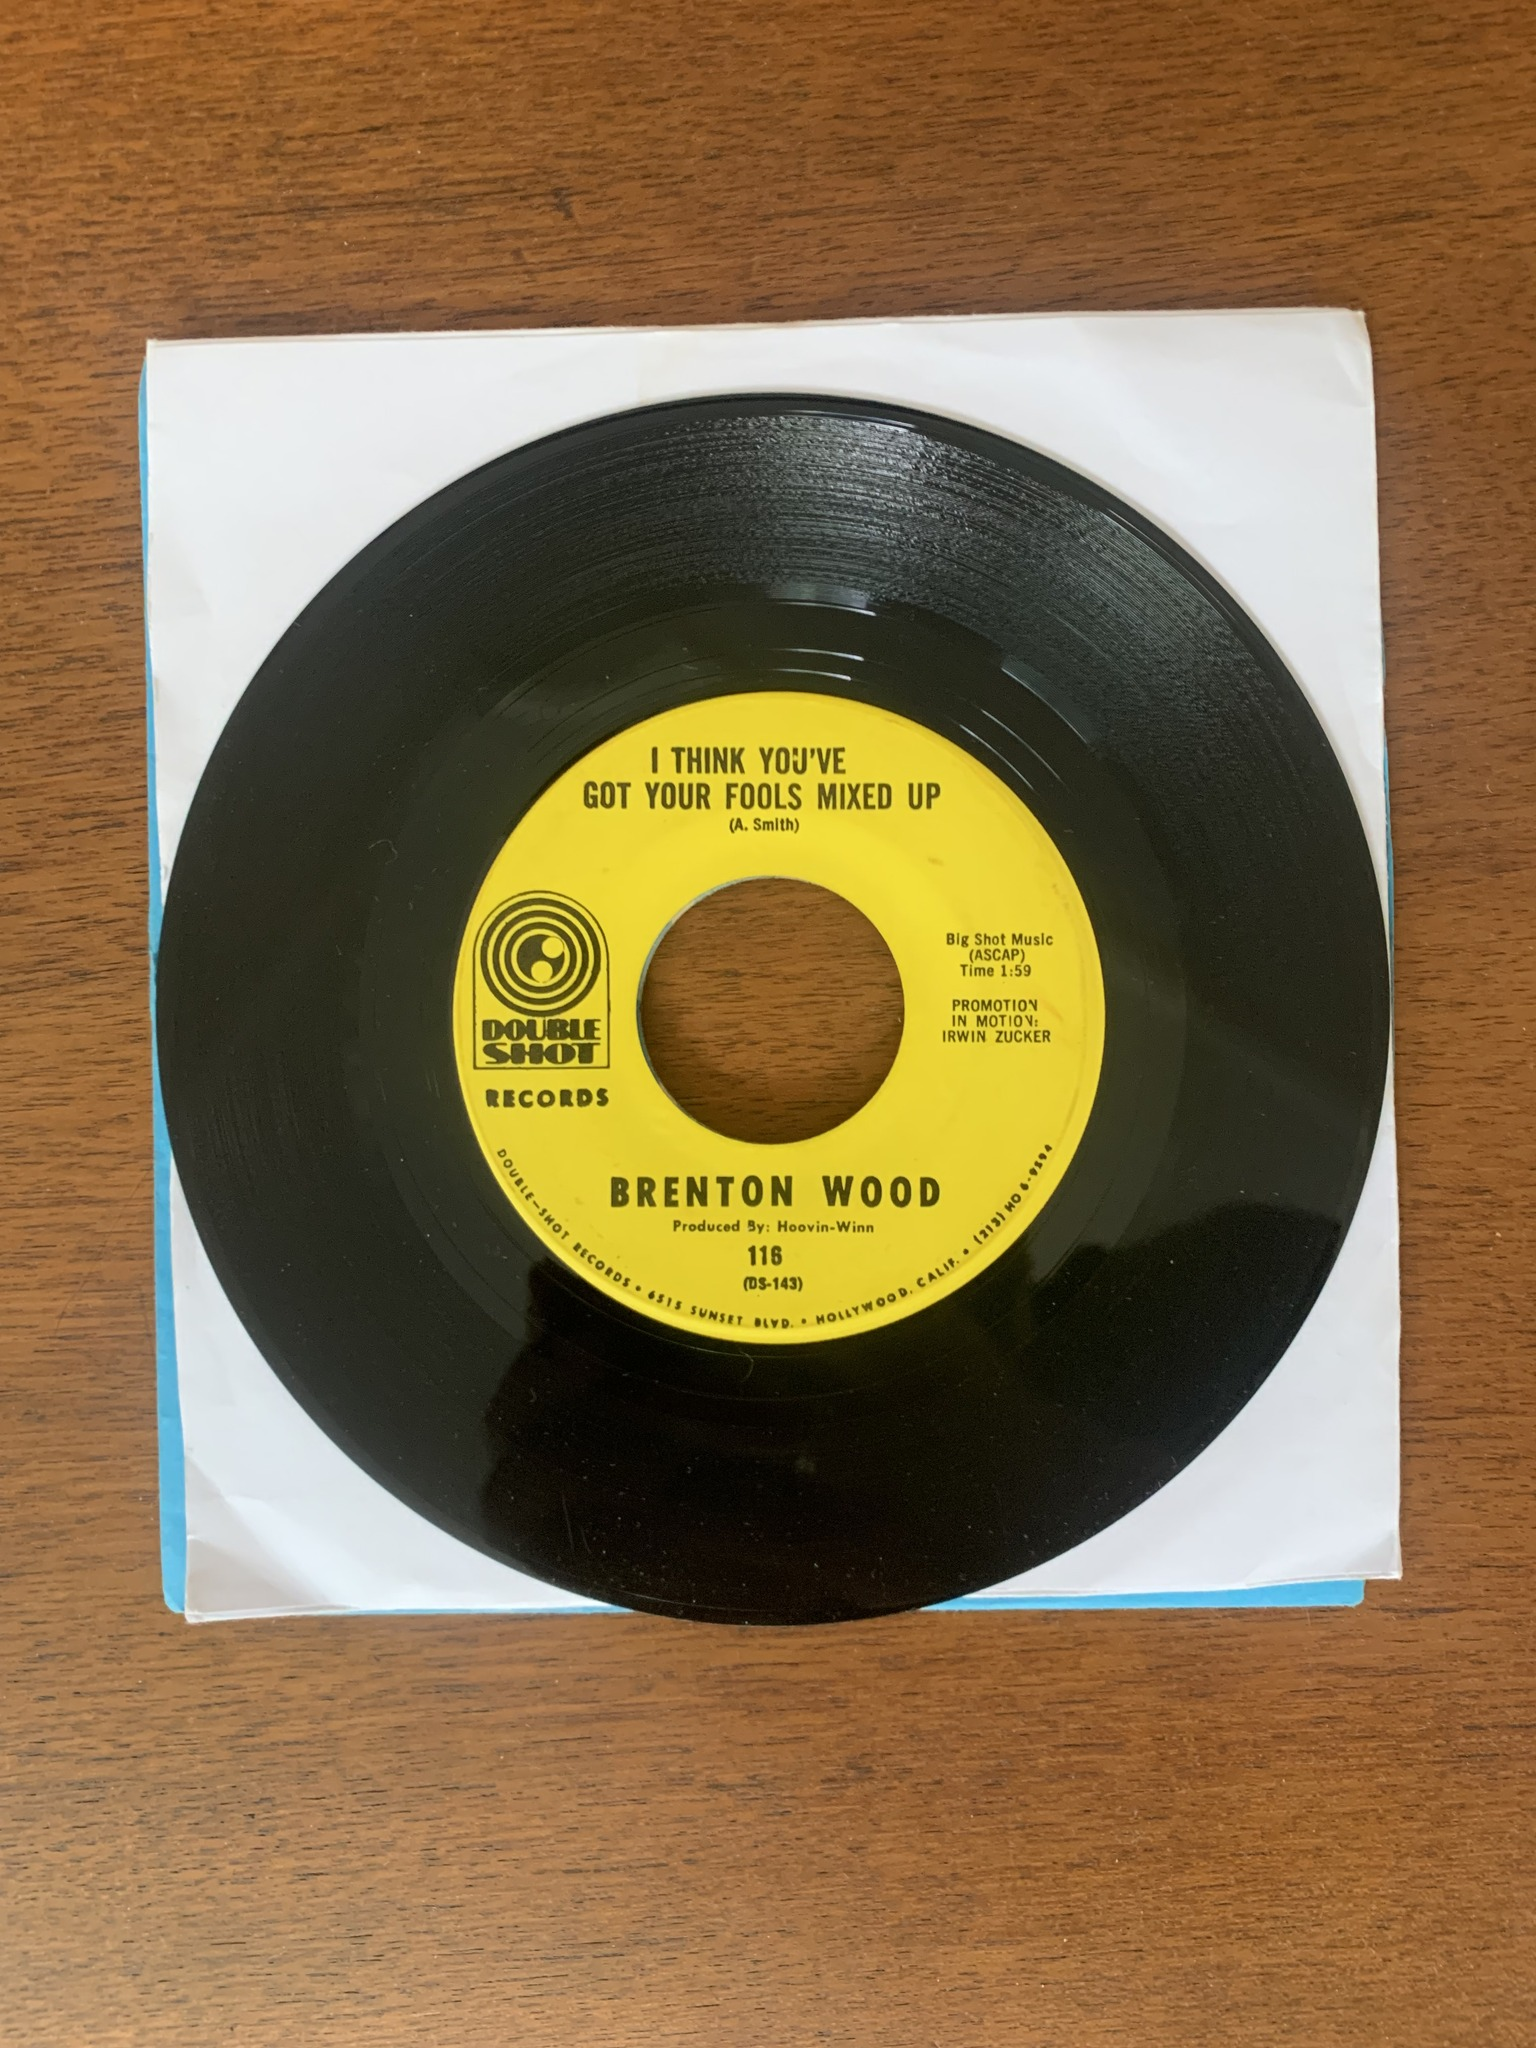 I THINK YOU'VE
GOT YOUR FOOLS MIXED UP
(A. Smith)
DOUBLE
SHOT
RECORDS
Big Shot Music
(ASCAP)
Time 1:59
PROMOTION
IN MOTION:
IRWIN ZUCKER
BRENTON WOOD
Produced By: Hoovin-Winn
116
(DS-143)
DOUBLE—SHOT RECORDS • 6515 SUNSET BLVD. • HOLLYWOOD, CALIF. • (213) HO 6-9594